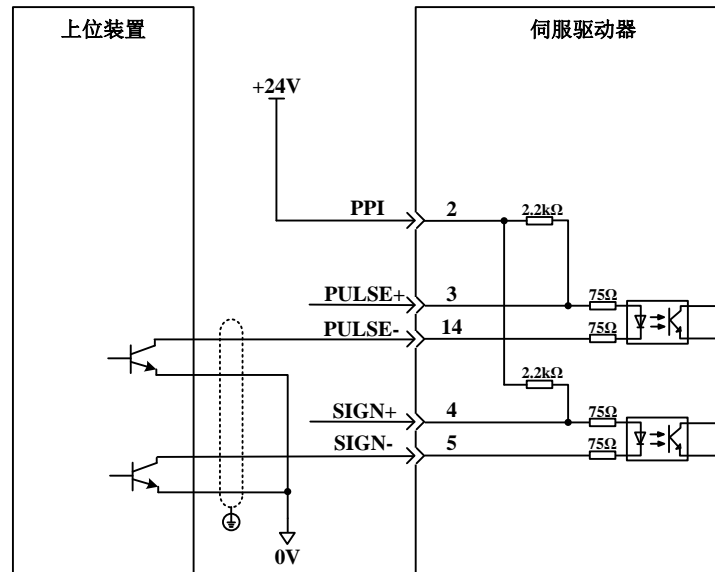 上位装置
伺服驱动器
+24V
PPI
2
2.2kΩ
PULSE+
3
75Ω
PULSE-
14
75Ω
2.2kΩ
SIGN+
4
75Ω
SIGN-
5
75Ω
0V